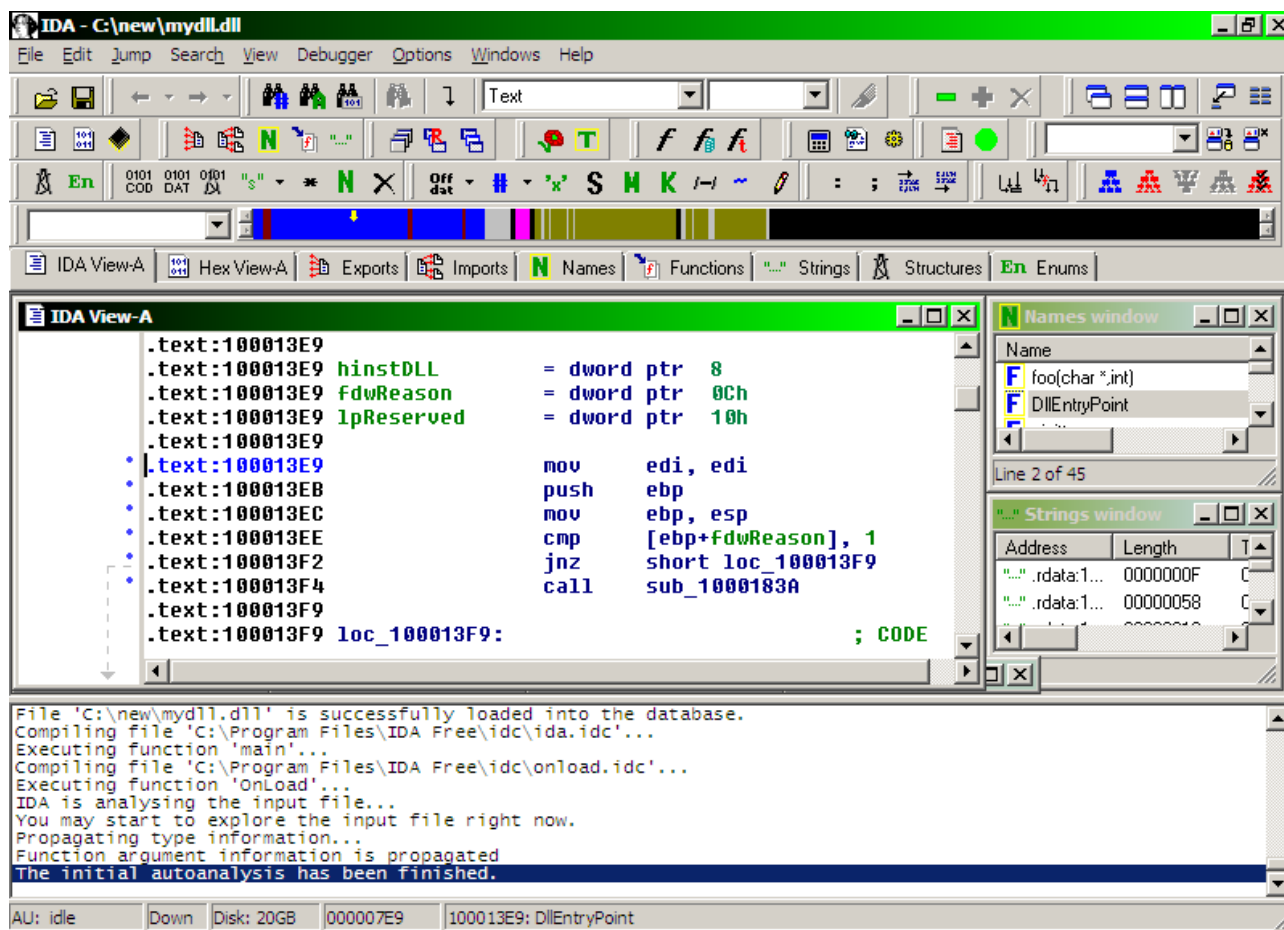 IDA - C:\new\mydll.dll
File Edit Jump Search View Debugger Options Windows Help
Text
En
Off
dat
IDA View-A Hex View-A Exports Imports N Names Functions "..." Strings Structures En Enums
IDA View-A
.text:100013E9
.text:100013E9 hinstDLL = dword ptr 8
.text:100013E9 fdwReason = dword ptr 0Ch
.text:100013E9 lpReserved = dword ptr 10h
.text:100013E9
.text:100013E9 mov edi, edi
.text:100013EB push ebp
.text:100013EC mov ebp, esp
.text:100013EE cmp [ebp+fdwReason], 1
.text:100013F2 jnz short loc_100013F9
.text:100013F4 call sub_1000183A
.text:100013F9
.text:100013F9 loc_100013F9: ; CODE
N Names window
Name
F foo(char *,int)
F DllEntryPoint
Line 2 of 45
"..." Strings window
Address Length T
"..." .rdata:1... 0000000F C
"..." .rdata:1... 00000058 C
File 'C:\new\mydll.dll' is successfully loaded into the database.
Compiling file 'C:\Program Files\IDA Free\idc\ida.idc'...
Executing function 'main'...
Compiling file 'C:\Program Files\IDA Free\idc\onload.idc'...
Executing function 'OnLoad'...
IDA is analysing the input file...
You may start to explore the input file right now.
Propagating type information...
Function argument information is propagated
The initial autoanalysis has been finished.
AU: idle Down Disk: 20GB 000007E9 100013E9: DllEntryPoint